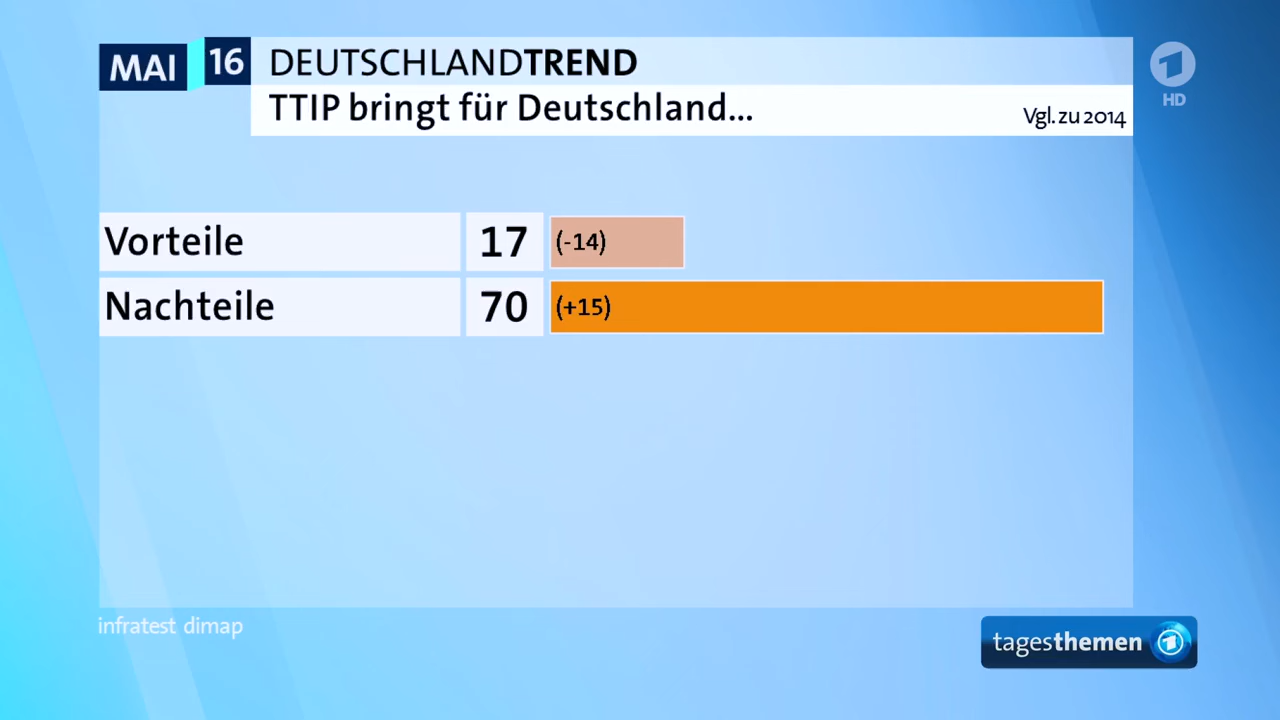 MAI 16 DEUTSCHLANDTREND
TTIP bringt für Deutschland...
Vgl. zu 2014
HD
Vorteile 17 (-14)
Nachteile 70 (+15)
infratest dimap
tagesthemen